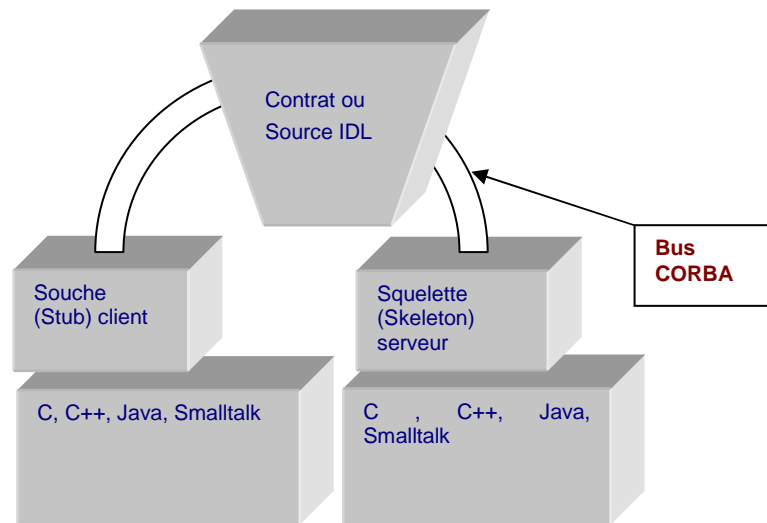 Contrat ou
Source IDL
Bus
CORBA
Souche
(Stub) client
Squelette
(Skeleton)
serveur
C, C++, Java, Smalltalk
C , C++, Java,
Smalltalk